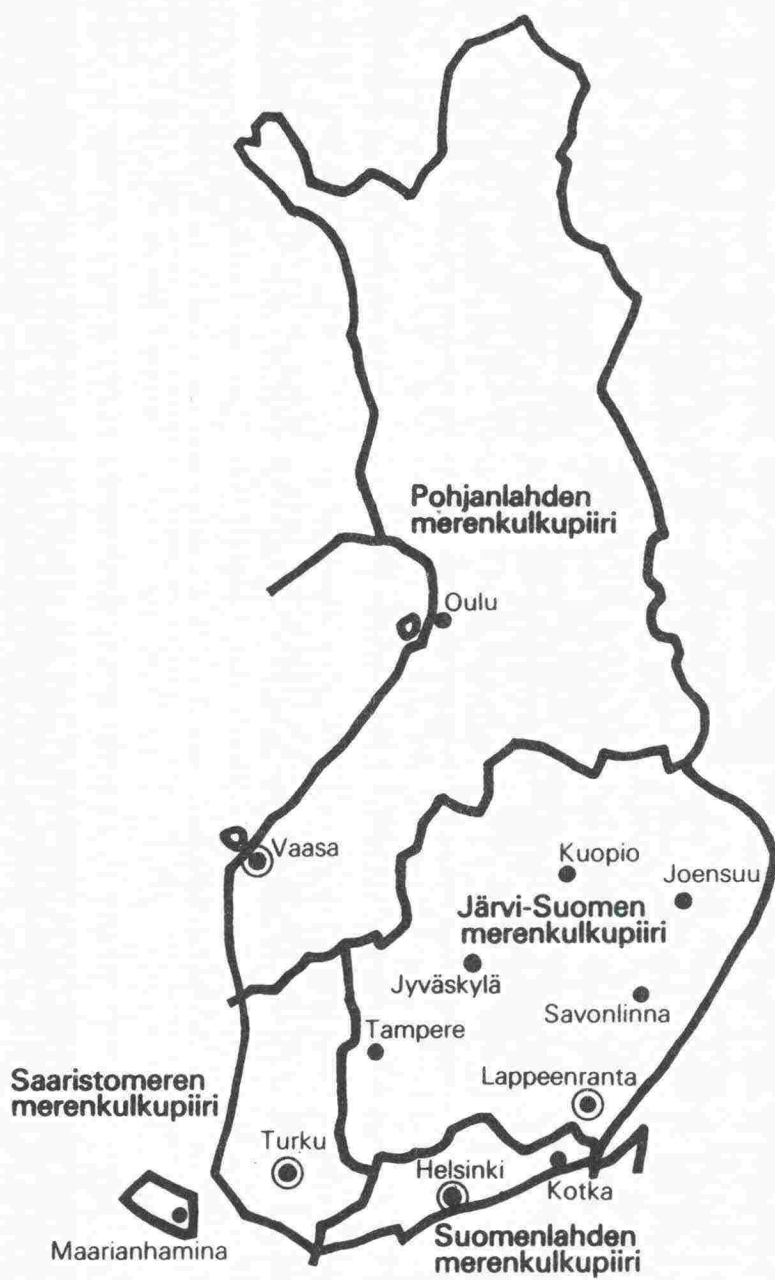 Pohjanlahden
merenkulkupiiri
Oulu
Vaasa
Kuopio
Joensuu
Järvi-Suomen
merenkulkupiiri
Jyväskylä
Savonlinna
Tampere
Lappeenranta
Saaristomeren
merenkulkupiiri
Turku
Helsinki
Kotka
Maarianhamina
Suomenlahden
merenkulkupiiri